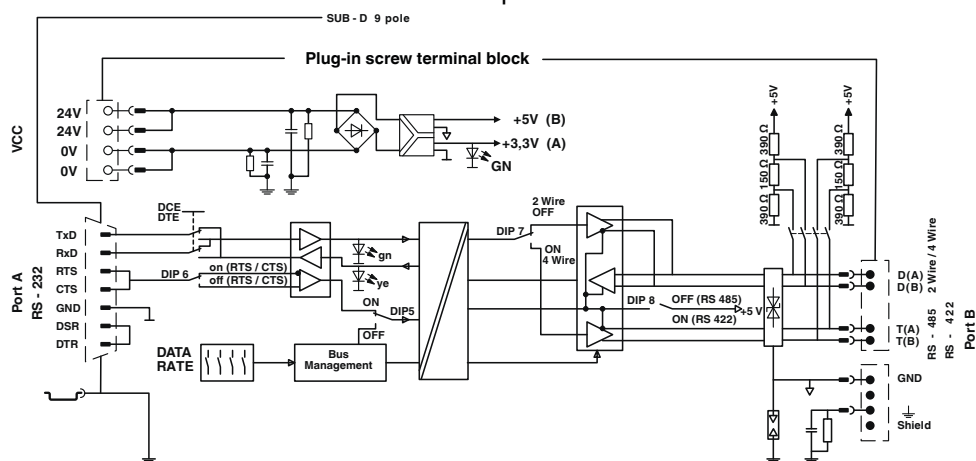 SUB - D 9 pole
Plug-in screw terminal block
VCC
24V
24V
0V
0V
+5V (B)
+3,3V (A)
GN
+5V
+5V
390 Ω
150 Ω
390 Ω
390 Ω
150 Ω
390 Ω
Port A
RS - 232
TxD
RxD
RTS
CTS
GND
DSR
DTR
DCE
DTE
DIP 6
on (RTS / CTS)
off (RTS / CTS)
gn
ye
ON
DIP5
OFF
DATA
RATE
Bus
Management
2 Wire
OFF
DIP 7
ON
4 Wire
DIP 8
OFF (RS 485)
+5 V
ON (RS 422)
D(A)
D(B)
T(A)
T(B)
2 Wire / 4 Wire
RS - 485
RS - 422
Port B
GND
Shield